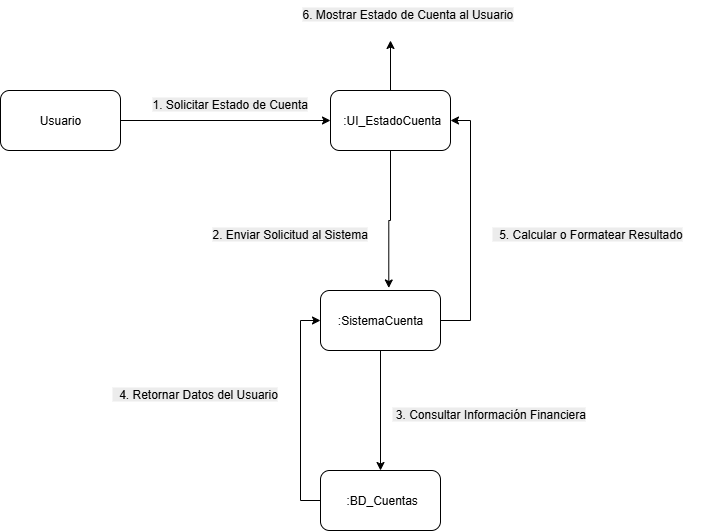 6. Mostrar Estado de Cuenta al Usuario
1. Solicitar Estado de Cuenta
Usuario
:UI_EstadoCuenta
2. Enviar Solicitud al Sistema
5. Calcular o Formatear Resultado
:SistemaCuenta
4. Retornar Datos del Usuario
3. Consultar Información Financiera
:BD_Cuentas